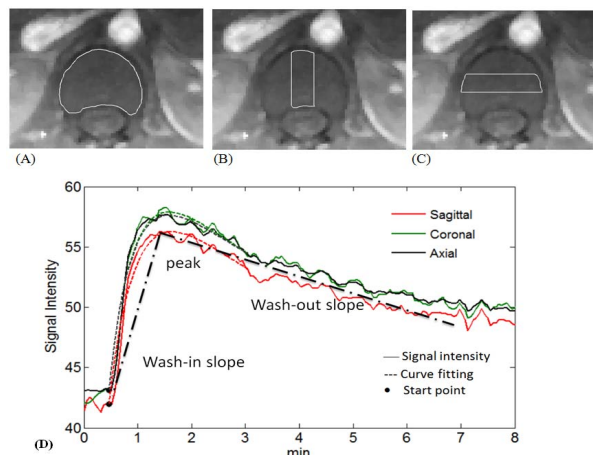 (A)
(B)
(C)
60
55
50
45
40
Signal Intensity
Sagittal
Coronal
Axial
peak
Wash-out slope
Wash-in slope
Signal intensity
Curve fitting
Start point
0 1 2 3 4 5 6 7 8
min
(D)